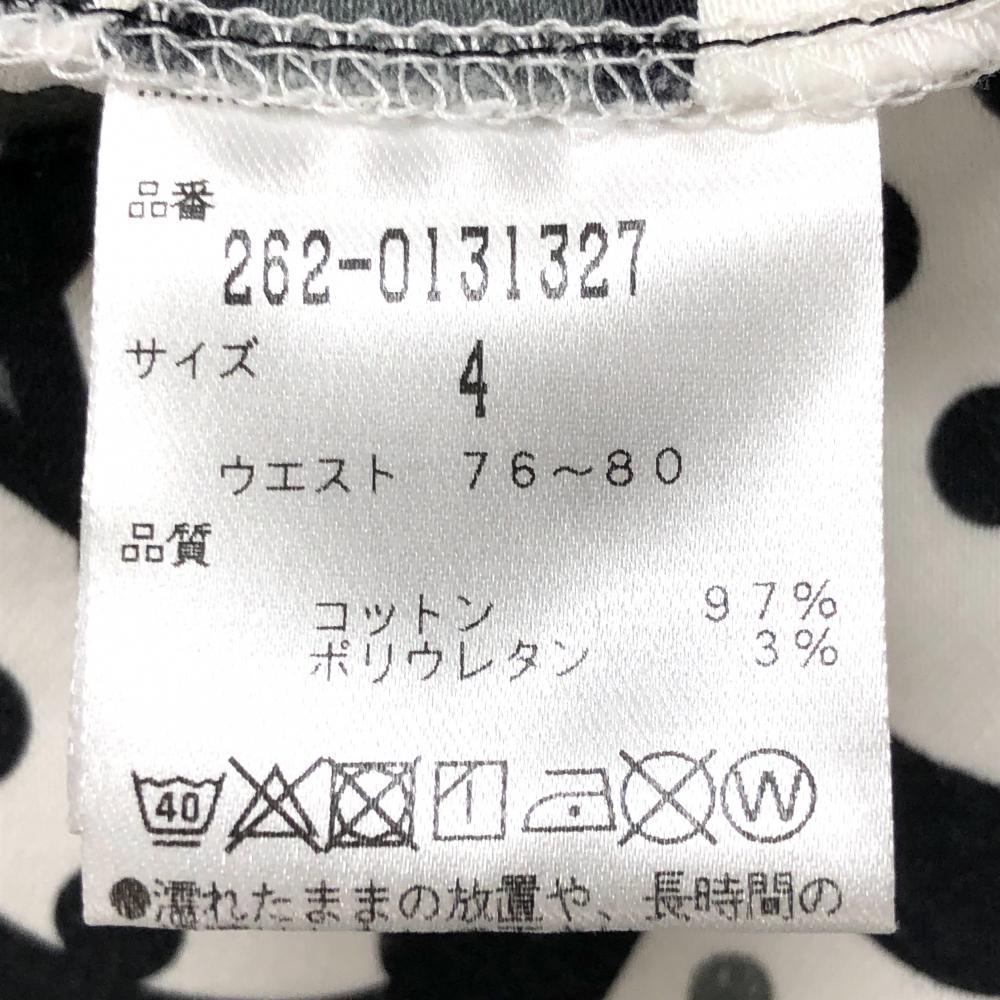 品番
262-0131327
サイズ 4
ウエスト 76~80
品質
コットン 97%
ポリウレタン 3%
40 W
●濡れたままの放置や、長時間の